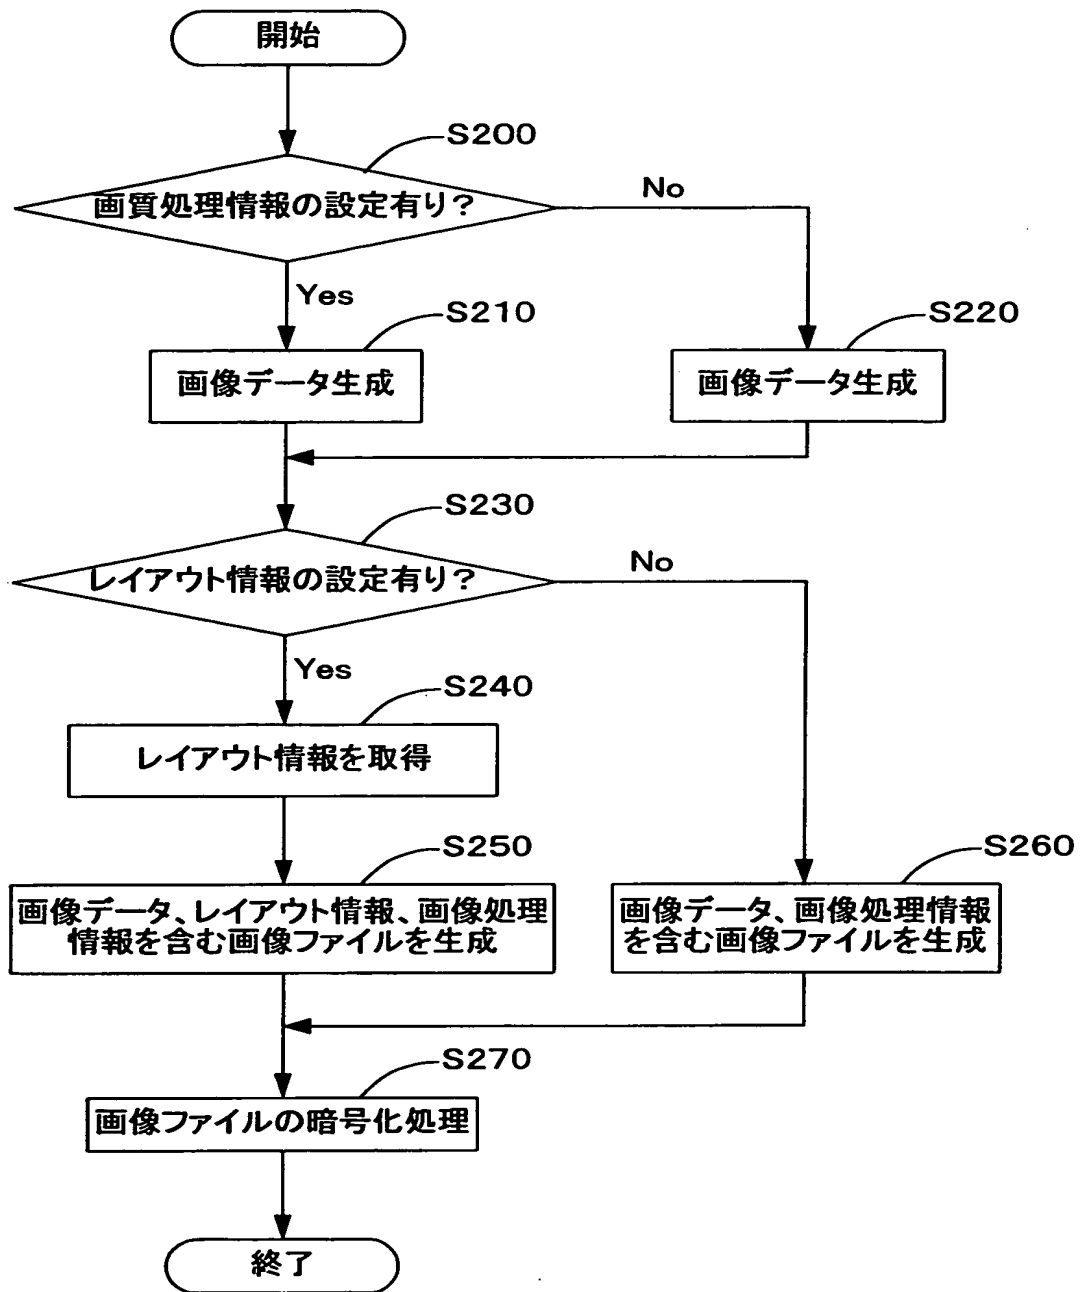 開始
S200
画質処理情報の設定有り?
No
Yes
S210
S220
画像データ生成
画像データ生成
S230
レイアウト情報の設定有り?
No
Yes
S240
レイアウト情報を取得
S250
S260
画像データ、レイアウト情報、画像処理
情報を含む画像ファイルを生成
画像データ、画像処理情報
を含む画像ファイルを生成
S270
画像ファイルの暗号化処理
終了